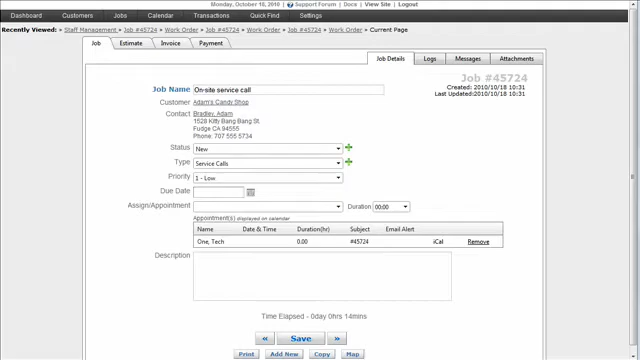 Monday, October 18, 2010 | Support Forum | Docs | View Site | Logout
Dashboard Customers Jobs Calendar Transactions Quick Find Settings
Recently Viewed: Staff Management > Job #45724 > Work Order > Job #45724 > Work Order > Job #45724 > Work Order > Current Page
Job Estimate Invoice Payment
Job Details Logs Messages Attachments
Job #45724
Created: 2010/10/18 10:31
Last Updated:2010/10/18 10:31
Job Name On-site service call
Customer Adam's Candy Shop
Contact Bradley, Adam
1528 Kitty Bang Bang St.
Fudge CA 94555
Phone: 707 555 5734
Status New
Type Service Calls
Priority 1 - Low
Due Date
Assign/Appointment Duration 00:00
Appointment(s) displayed on calendar
Name Date & Time Duration(hr) Subject Email Alert
One, Tech 0.00 #45724 iCal Remove
Description
Time Elapsed - 0day 0hrs 14mins
« Save »
Print Add New Copy Map